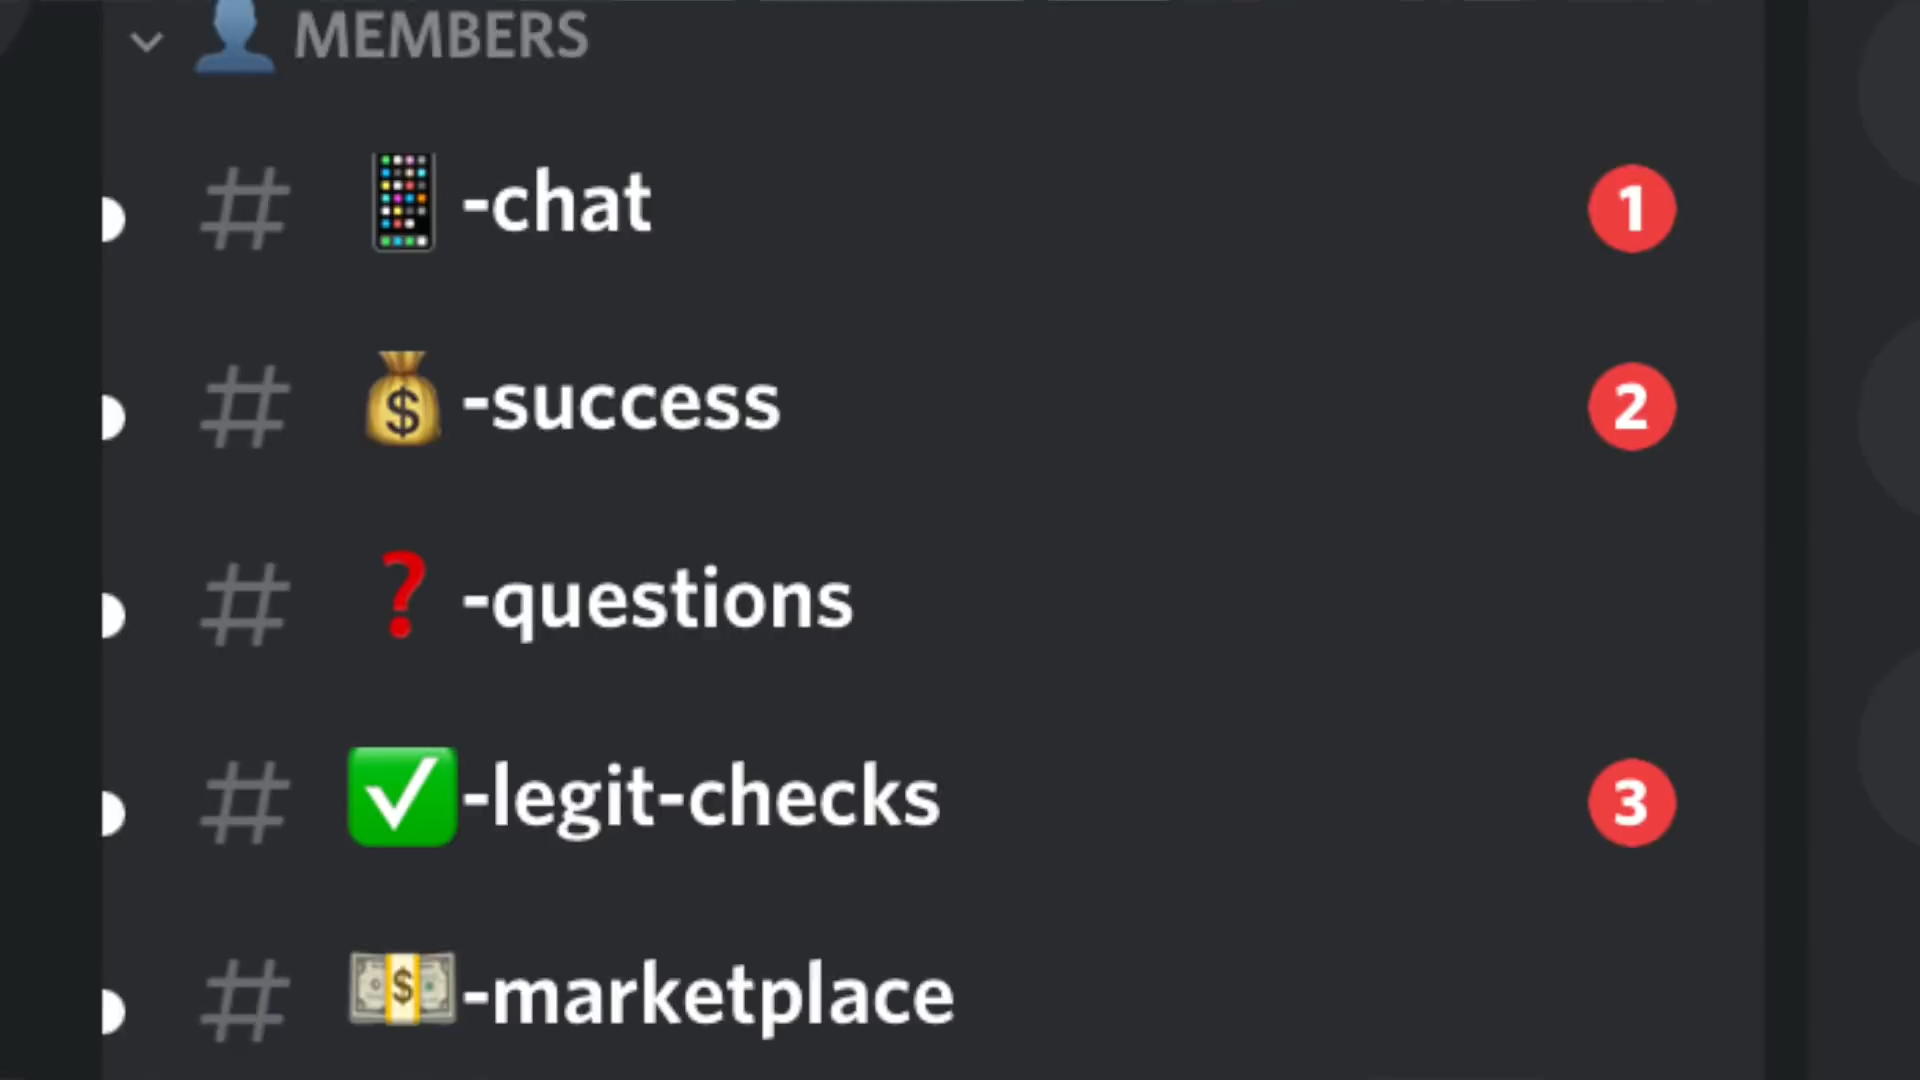 MEMBERS
# 📱-chat 1
# 💰-success 2
# ❓-questions
# ✅-legit-checks 3
# 💵-marketplace